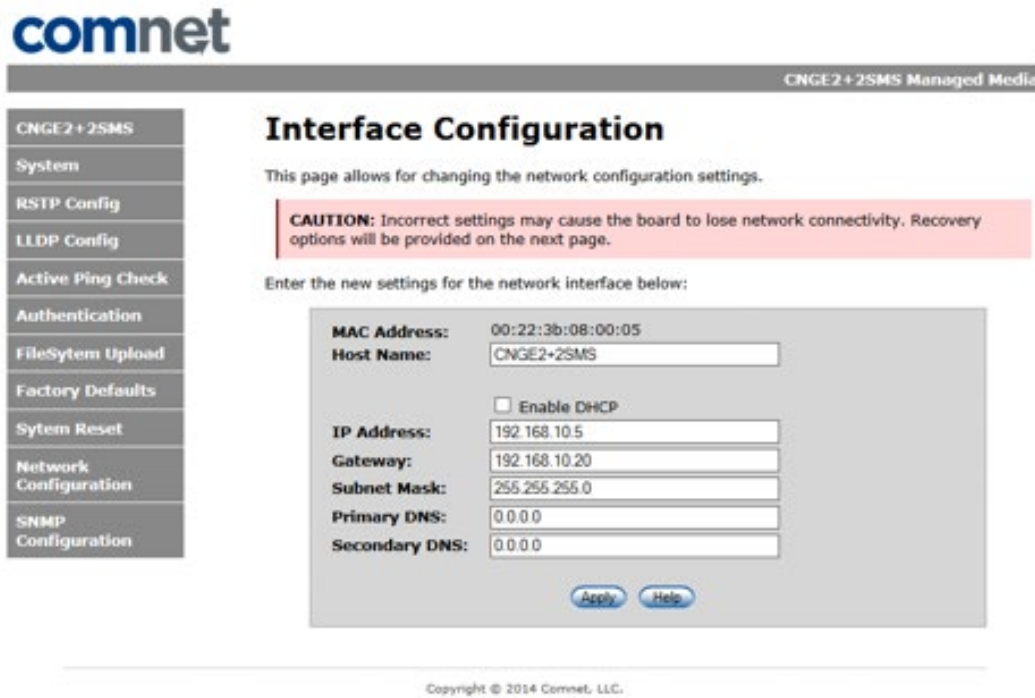 comnet
CNGE2+2SMS Managed Media
CNGE2+2SMS
System
RSTP Config
LLDP Config
Active Ping Check
Authentication
FileSytem Upload
Factory Defaults
Sytem Reset
Network
Configuration
SNMP
Configuration
Interface Configuration
This page allows for changing the network configuration settings.
CAUTION: Incorrect settings may cause the board to lose network connectivity. Recovery
options will be provided on the next page.
Enter the new settings for the network interface below:
MAC Address: 00:22:3b:08:00:05
Host Name: CNGE2+2SMS
Enable DHCP
IP Address: 192.168.10.5
Gateway: 192.168.10.20
Subnet Mask: 255.255.255.0
Primary DNS: 0.0.0.0
Secondary DNS: 0.0.0.0
Apply Help
Copyright © 2014 Comnet, LLC.